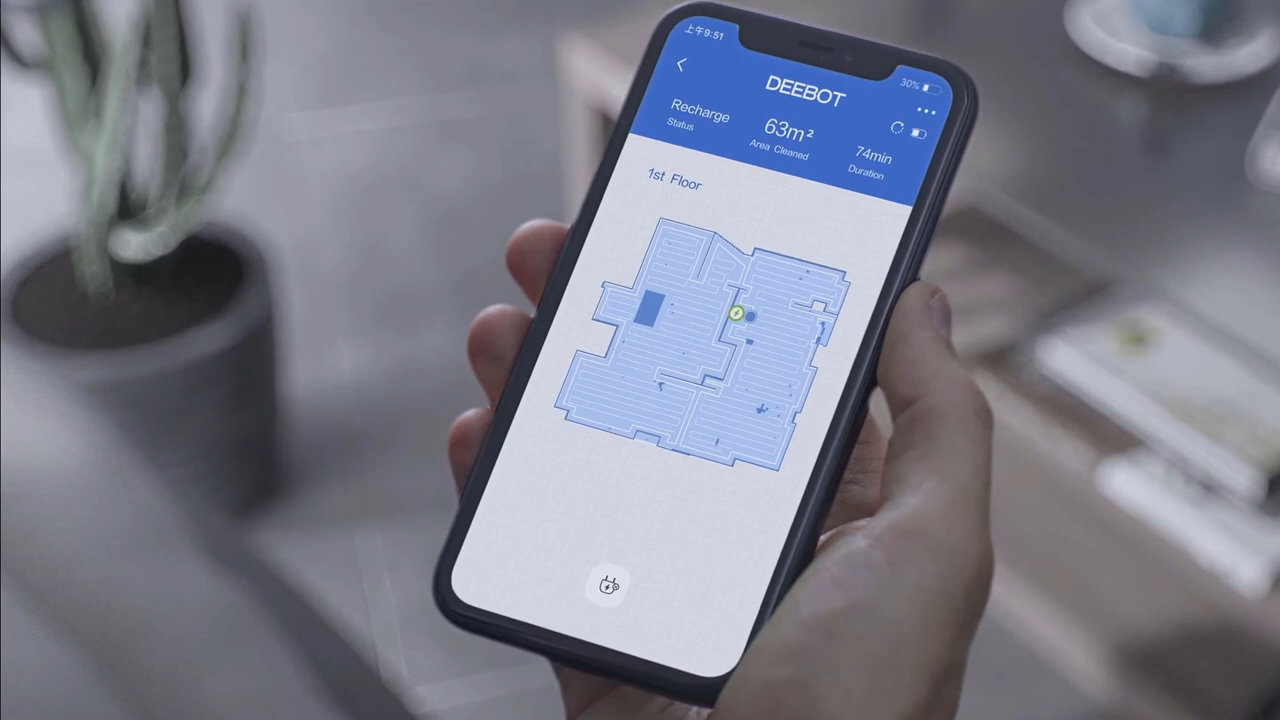 上午9:51
30%
DEEBOT
Recharge
Status
63m²
Area Cleaned
74min
Duration
1st Floor